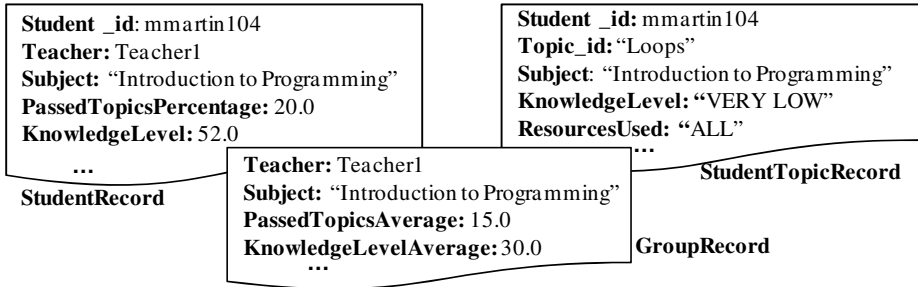 Student _id: mmartin104
Teacher: Teacher1
Subject: “Introduction to Programming”
PassedTopicsPercentage: 20.0
KnowledgeLevel: 52.0
...
StudentRecord
Student _id: mmartin104
Topic_id: “Loops”
Subject: “Introduction to Programming”
KnowledgeLevel: “VERY LOW”
ResourcesUsed: “ALL”
...
StudentTopicRecord
Teacher: Teacher1
Subject: “Introduction to Programming”
PassedTopicsAverage: 15.0
KnowledgeLevelAverage: 30.0
...
GroupRecord